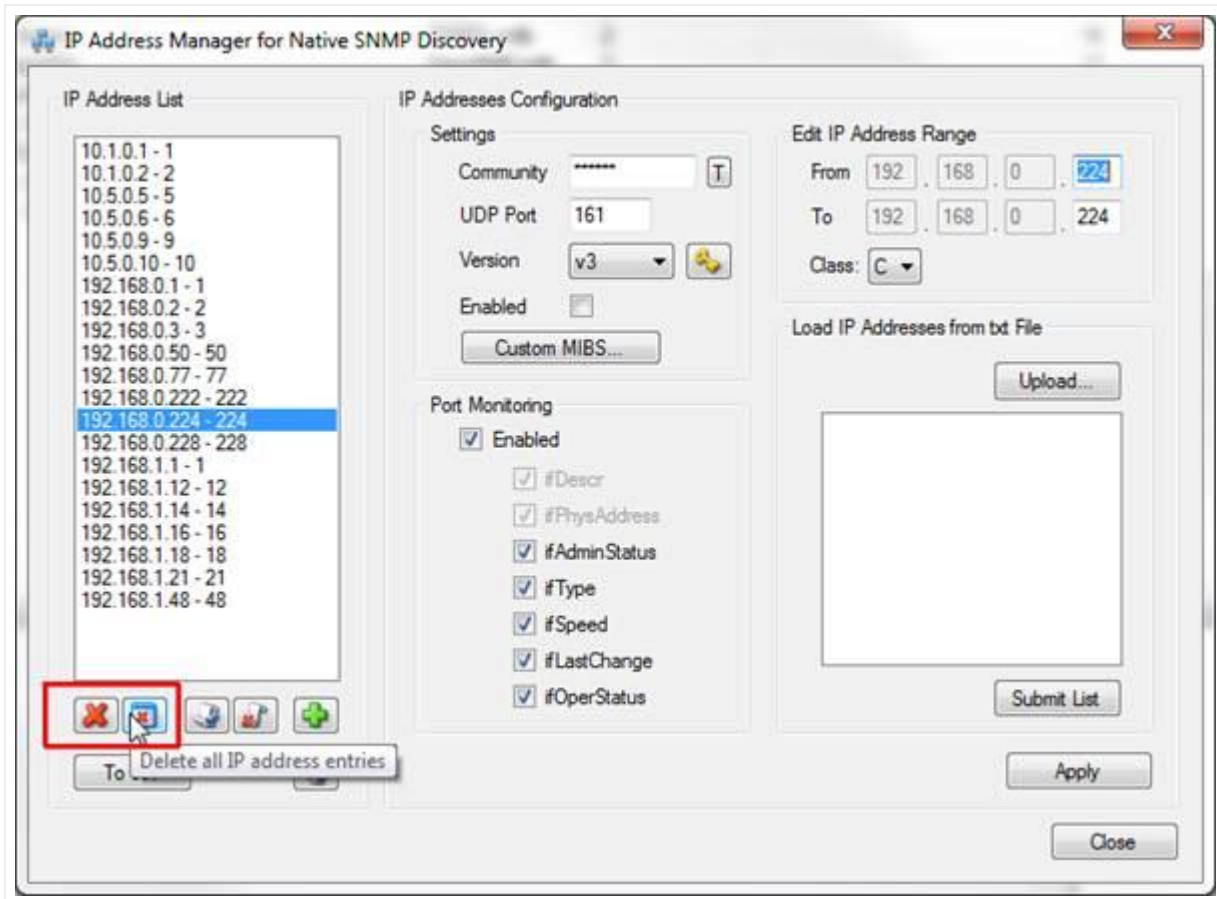 IP Address Manager for Native SNMP Discovery
IP Address List
10.1.0.1 - 1
10.1.0.2 - 2
10.5.0.5 - 5
10.5.0.6 - 6
10.5.0.9 - 9
10.5.0.10 - 10
192.168.0.1 - 1
192.168.0.2 - 2
192.168.0.3 - 3
192.168.0.50 - 50
192.168.0.77 - 77
192.168.0.222 - 222
192.168.0.224 - 224
192.168.0.228 - 228
192.168.1.1 - 1
192.168.1.12 - 12
192.168.1.14 - 14
192.168.1.16 - 16
192.168.1.18 - 18
192.168.1.21 - 21
192.168.1.48 - 48
Delete all IP address entries
To
IP Addresses Configuration
Settings
Community ****** T
UDP Port 161
Version v3
Enabled
Custom MIBS...
Port Monitoring
Enabled
ifDescr
ifPhysAddress
ifAdminStatus
ifType
ifSpeed
ifLastChange
ifOperStatus
Edit IP Address Range
From 192 . 168 . 0 . 224
To 192 . 168 . 0 . 224
Class: C
Load IP Addresses from txt File
Upload...
Submit List
Apply
Close